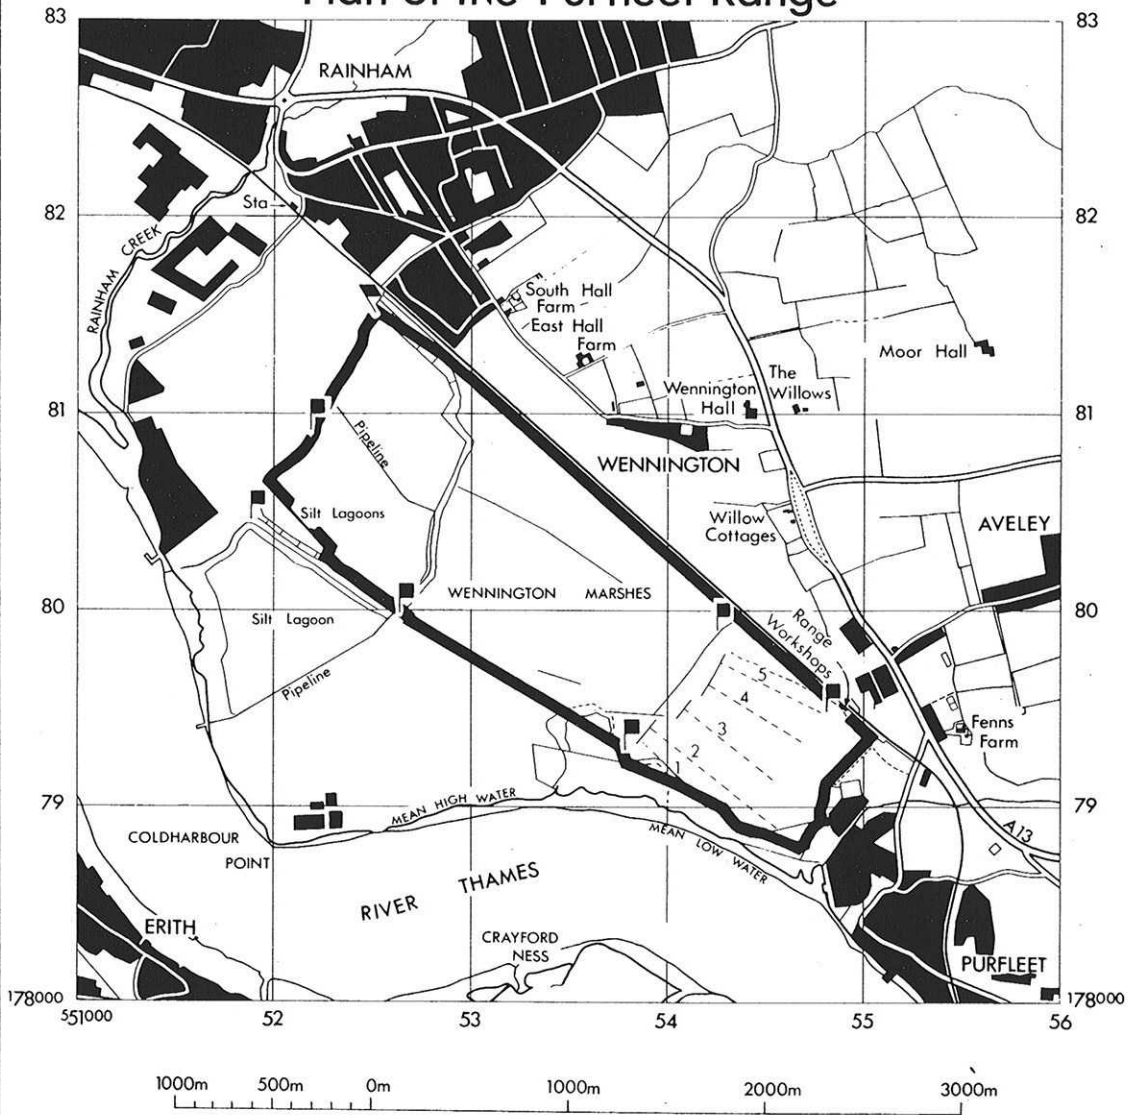 Plan of the Purfleet Range
83
83
RAINHAM
82
Sta
82
RAINHAM CREEK
South Hall
Farm
East Hall
Farm
Moor Hall
The
Willows
Wennington
Hall
81
81
Pipeline
WENNINGTON
Silt Lagoons
Willow
Cottages
AVELEY
80
WENNINGTON MARSHES
80
Silt Lagoon
Range
Workshops
Pipeline
5
4
3
2
1
Fenns
Farm
79
79
MEAN HIGH WATER
COLDHARBOUR
POINT
MEAN LOW WATER
A13
RIVER THAMES
ERITH
CRAYFORD
NESS
PURFLEET
178000
178000
551000
52
53
54
55
56
1000m 500m 0m 1000m 2000m 3000m